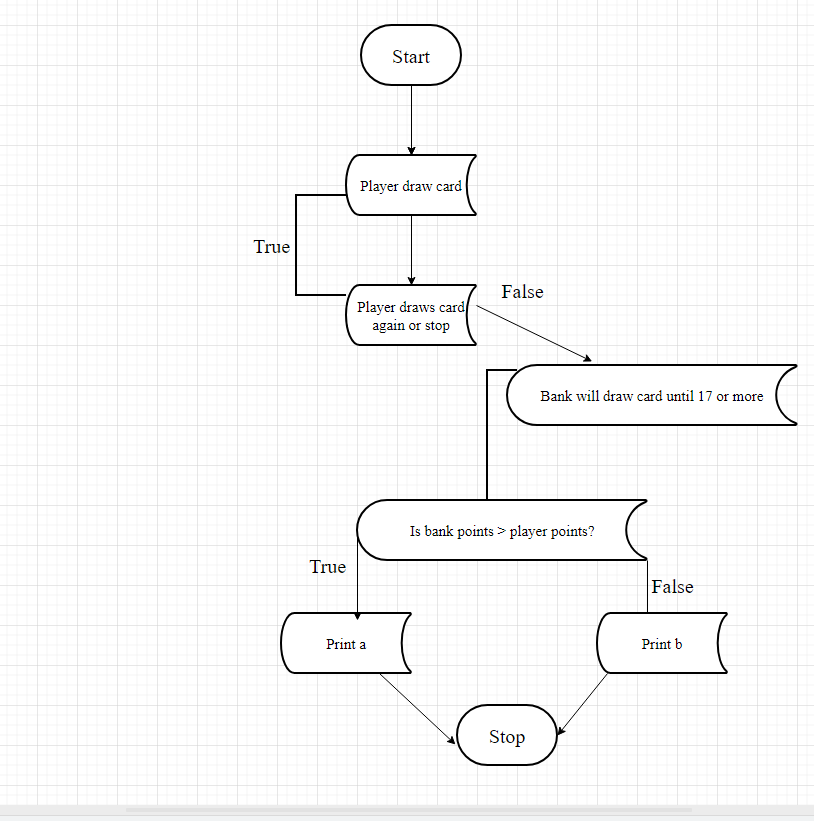 Start
Player draw card
True
Player draws card
again or stop
False
Bank will draw card until 17 or more
Is bank points > player points?
True
False
Print a
Print b
Stop